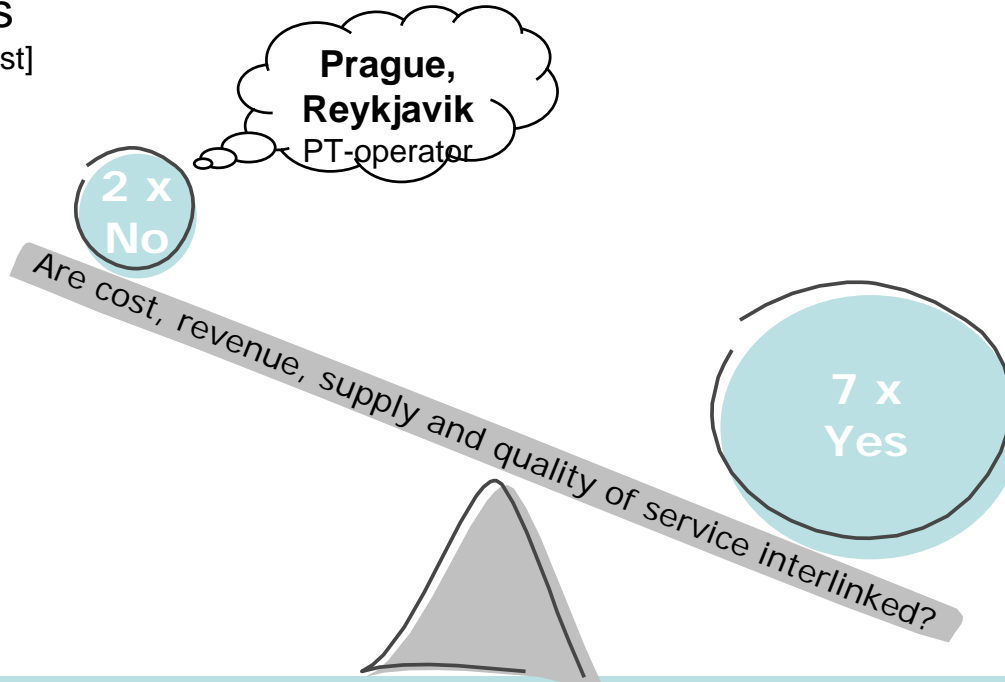 s
st]
Prague,
Reykjavik
PT-operator
2 x
No
Are cost, revenue, supply and quality of service interlinked?
7 x
Yes